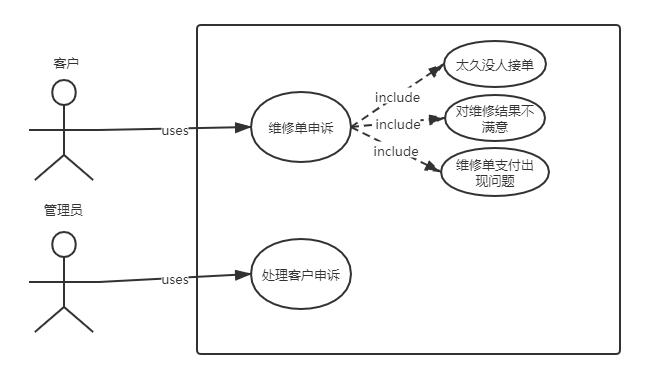 客户
太久没人接单
include
对维修结果不
满意
uses
维修单申诉
include
include
维修单支付出
现问题
管理员
uses
处理客户申诉